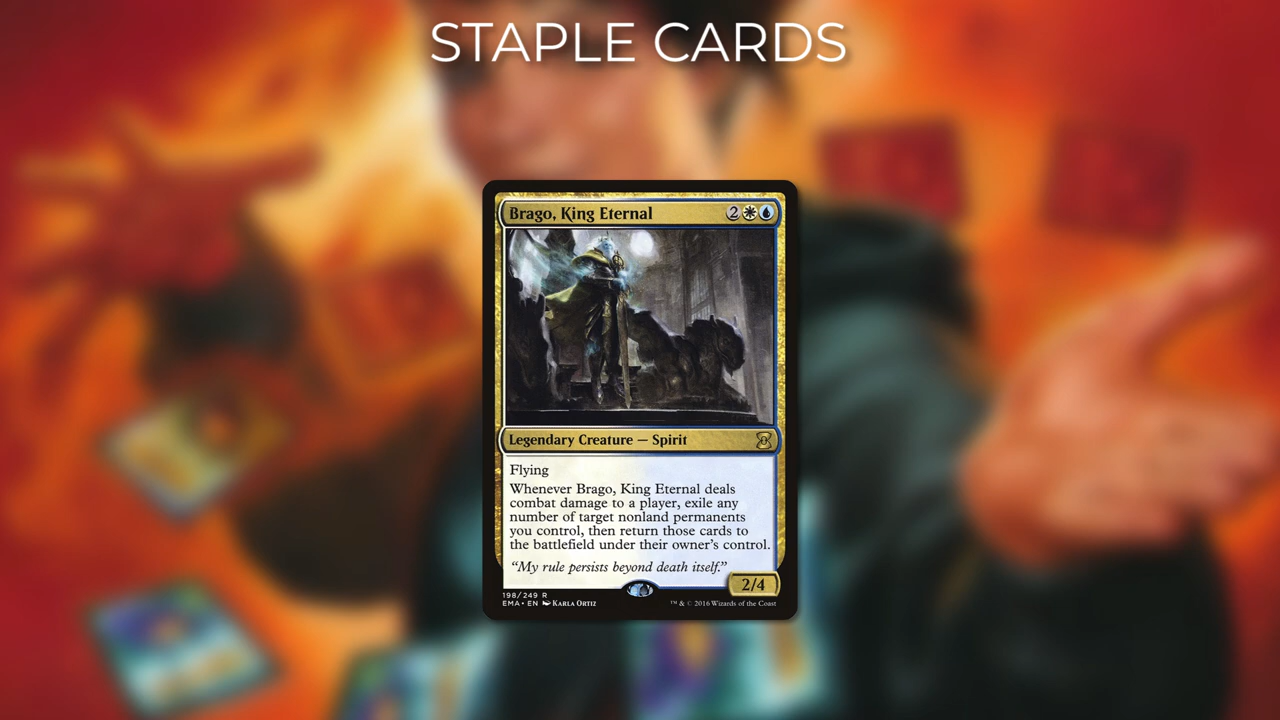 STAPLE CARDS
Brago, King Eternal 2
Legendary Creature — Spirit
Flying
Whenever Brago, King Eternal deals
combat damage to a player, exile any
number of target nonland permanents
you control, then return those cards to
the battlefield under their owner's control.
"My rule persists beyond death itself."
2/4
198/249 R
EMA • EN Karla Ortiz ™ & © 2016 Wizards of the Coast